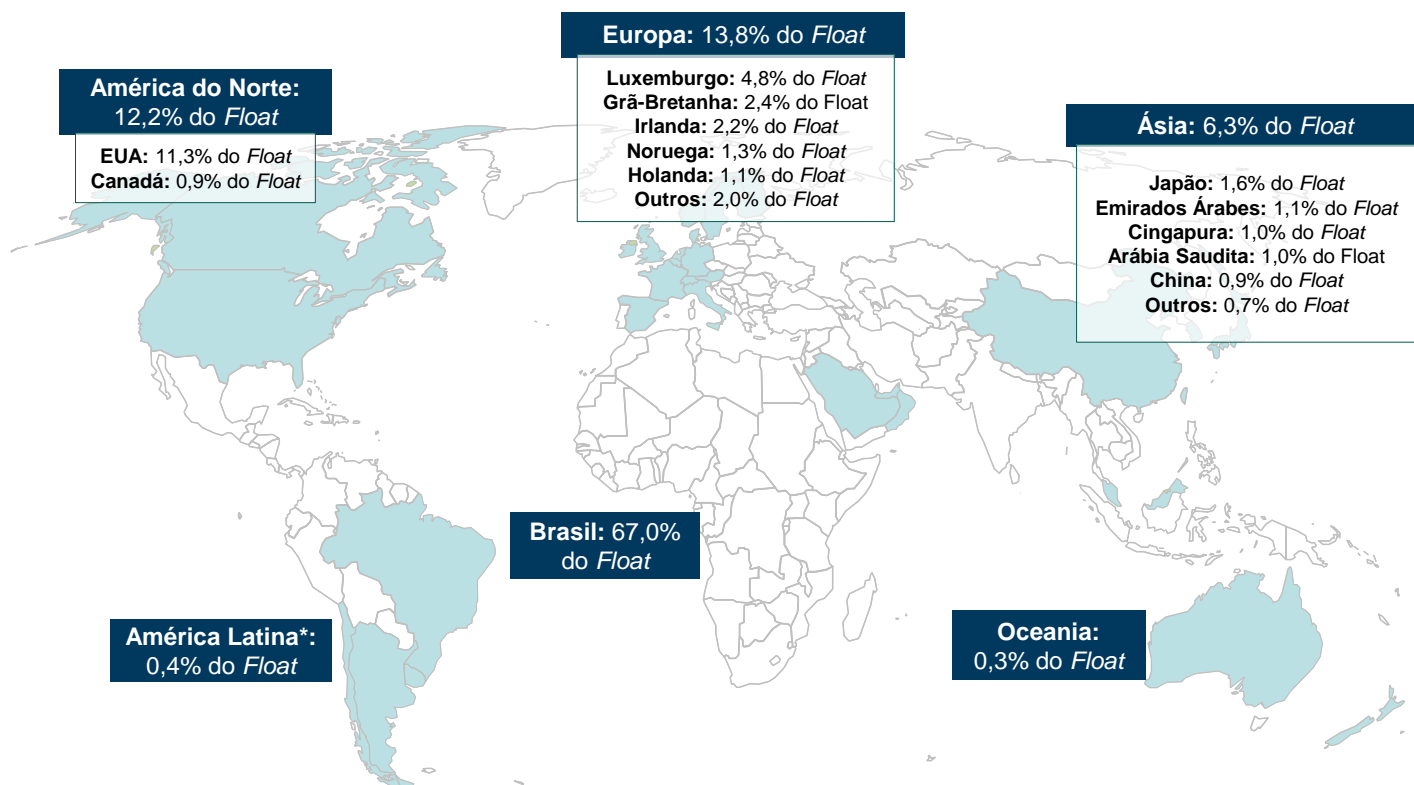 Europa: 13,8% do Float
Luxemburgo: 4,8% do Float
Grã-Bretanha: 2,4% do Float
Irlanda: 2,2% do Float
Noruega: 1,3% do Float
Holanda: 1,1% do Float
Outros: 2,0% do Float
América do Norte:
12,2% do Float
EUA: 11,3% do Float
Canadá: 0,9% do Float
Ásia: 6,3% do Float
Japão: 1,6% do Float
Emirados Árabes: 1,1% do Float
Cingapura: 1,0% do Float
Arábia Saudita: 1,0% do Float
China: 0,9% do Float
Outros: 0,7% do Float
Brasil: 67,0%
do Float
América Latina*:
0,4% do Float
Oceania:
0,3% do Float